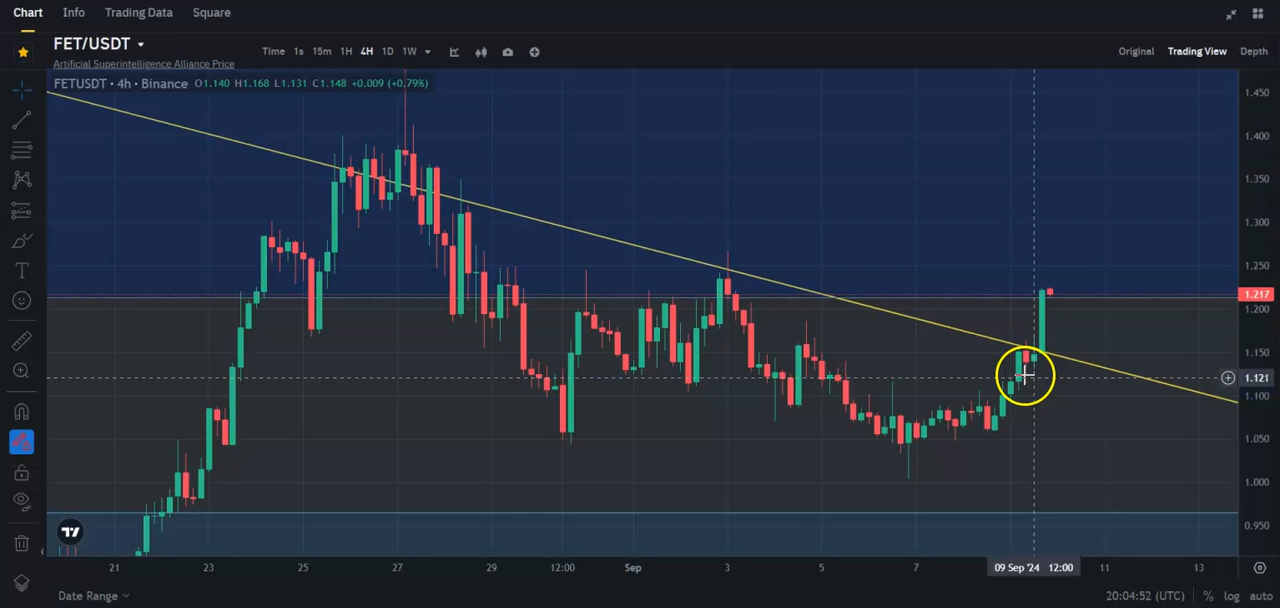 Chart Info Trading Data Square
FET/USDT
Time 1s 15m 1H 4H 1D 1W
Original Trading View Depth
Artificial Superintelligence Alliance Price
FETUSDT • 4h • Binance O1.140 H1.168 L1.131 C1.148 +0.009 (+0.79%)
1.450
1.400
1.350
1.300
1.250
1.217
1.200
1.150
1.121
1.100
1.050
1.000
0.950
21 23 25 27 29 12:00 Sep 3 5 7 09 Sep '24 12:00 11 13
Date Range
20:04:52 (UTC) % log auto